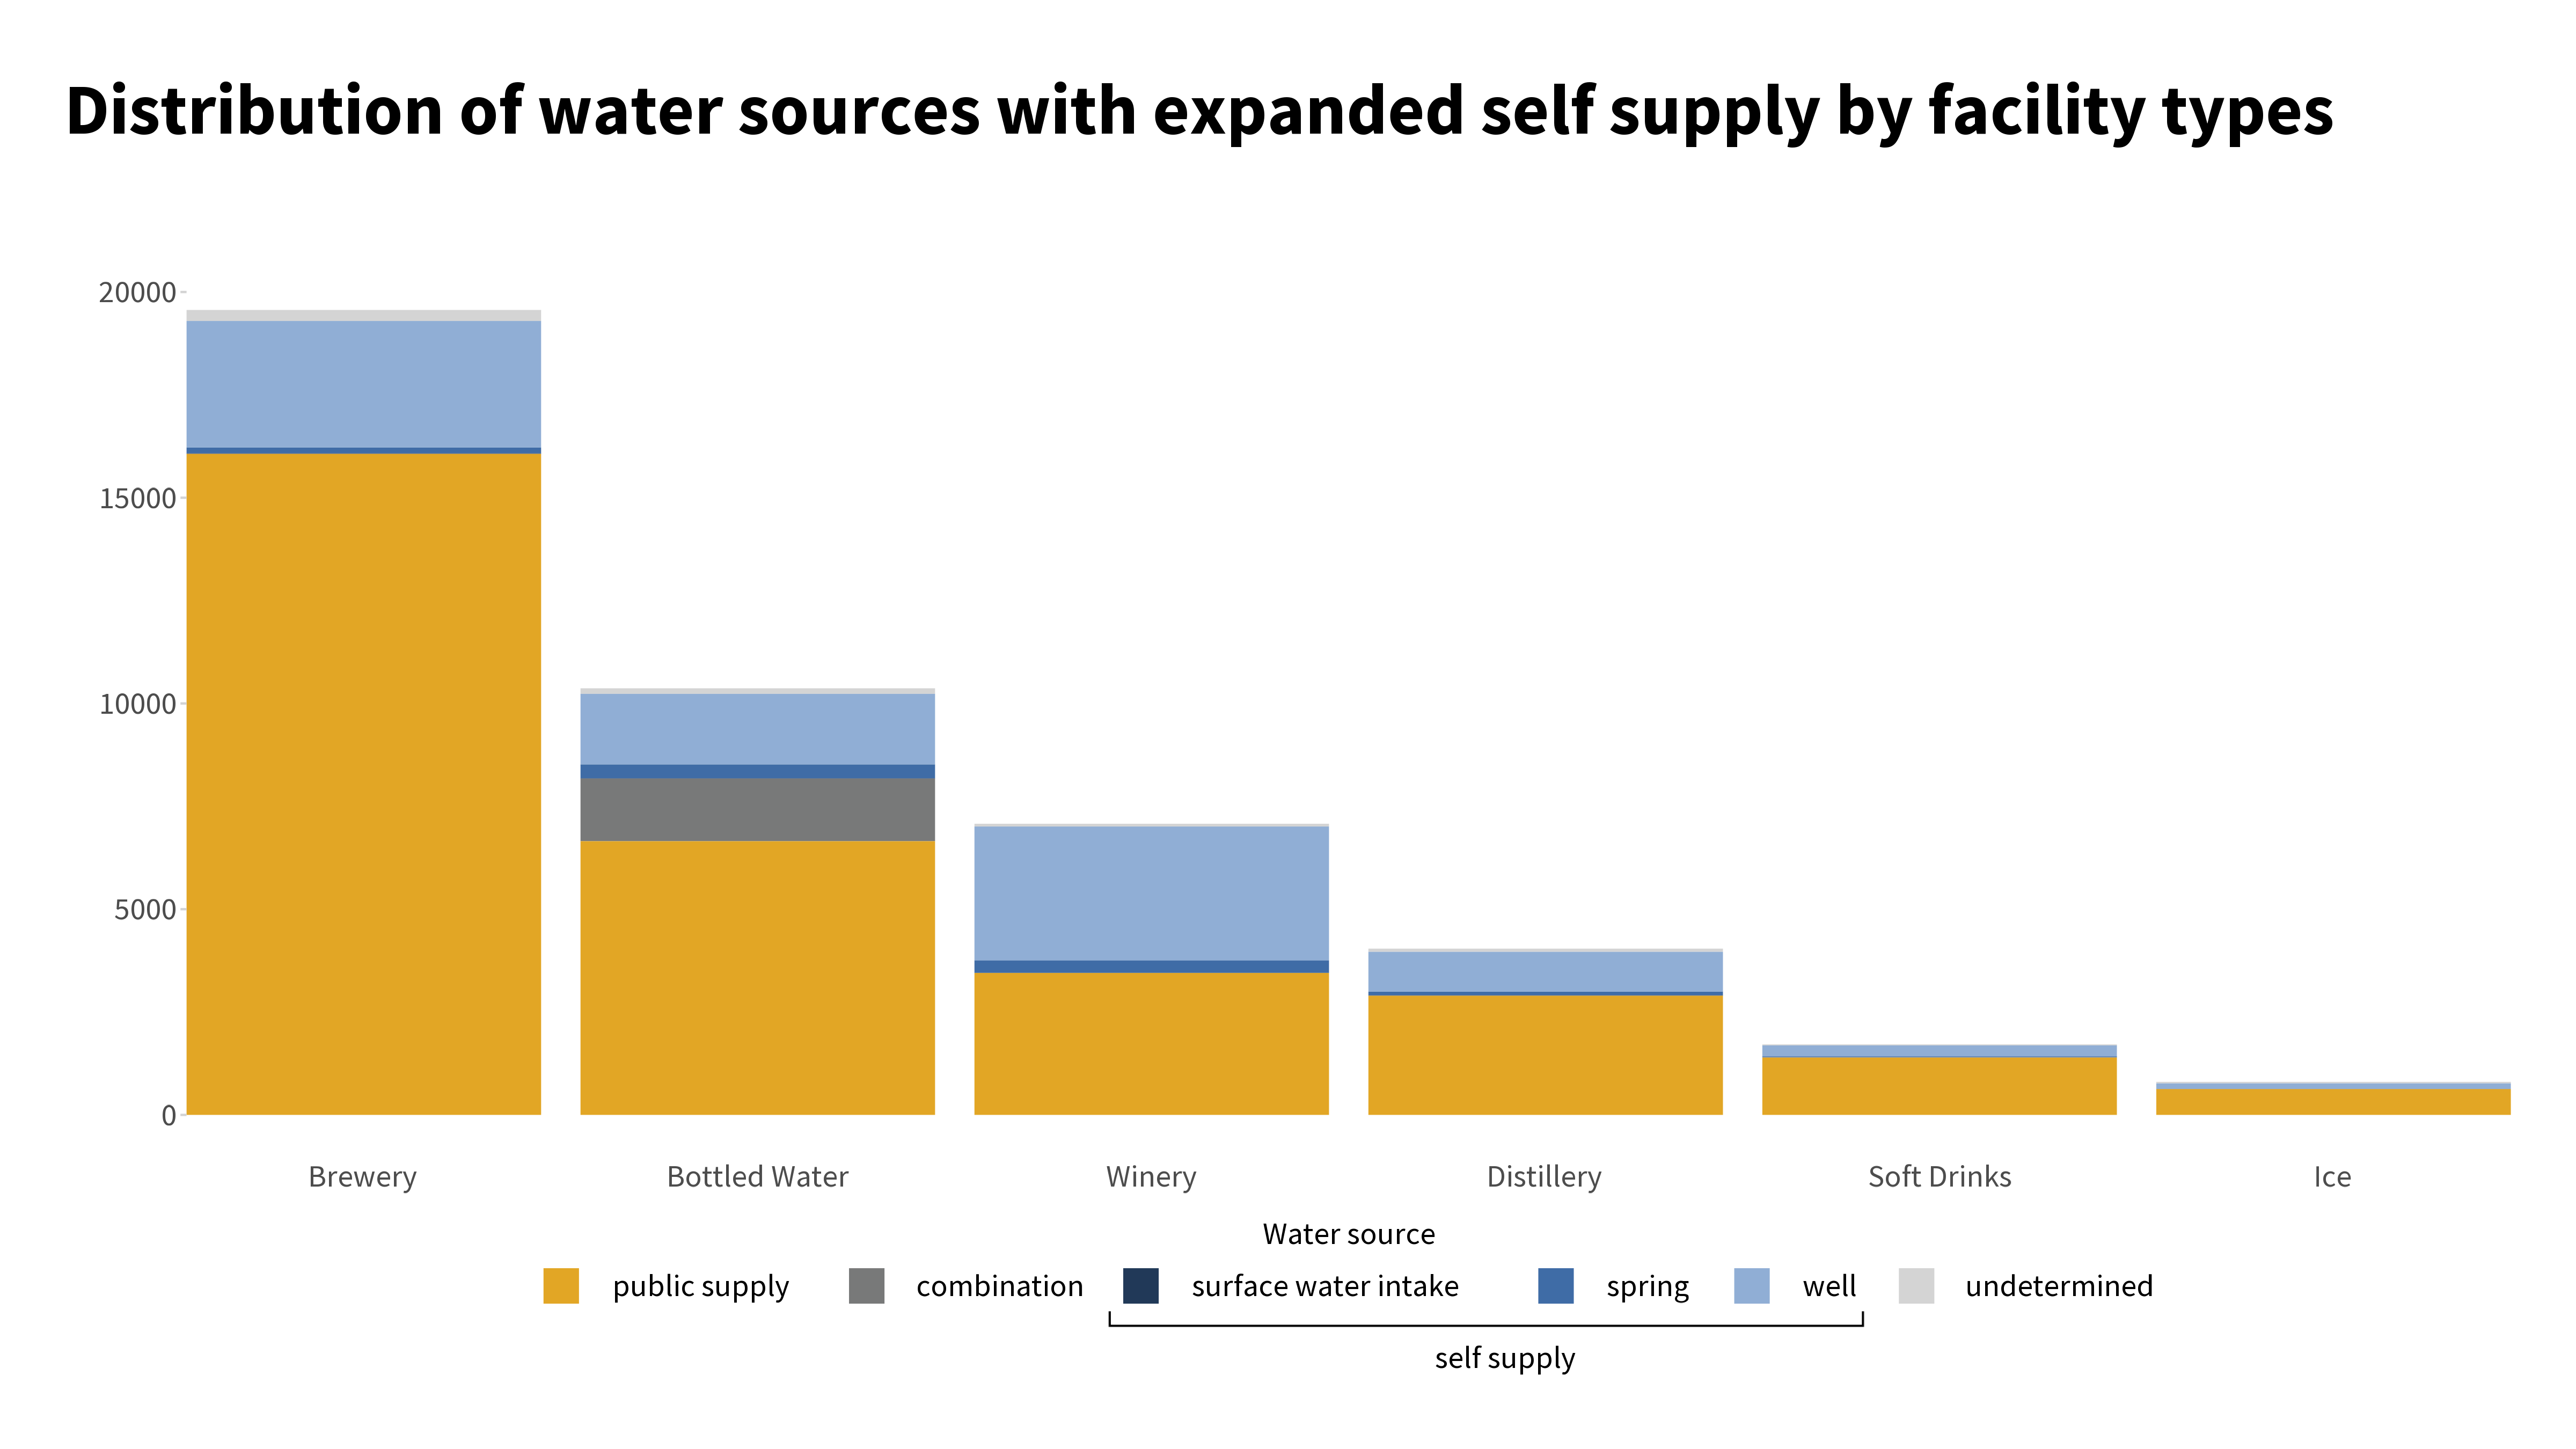 Distribution of water sources with expanded self supply by facility types
20000
15000
10000
5000
0
Brewery Bottled Water Winery Distillery Soft Drinks Ice
Water source
public supply combination surface water intake spring well undetermined
self supply